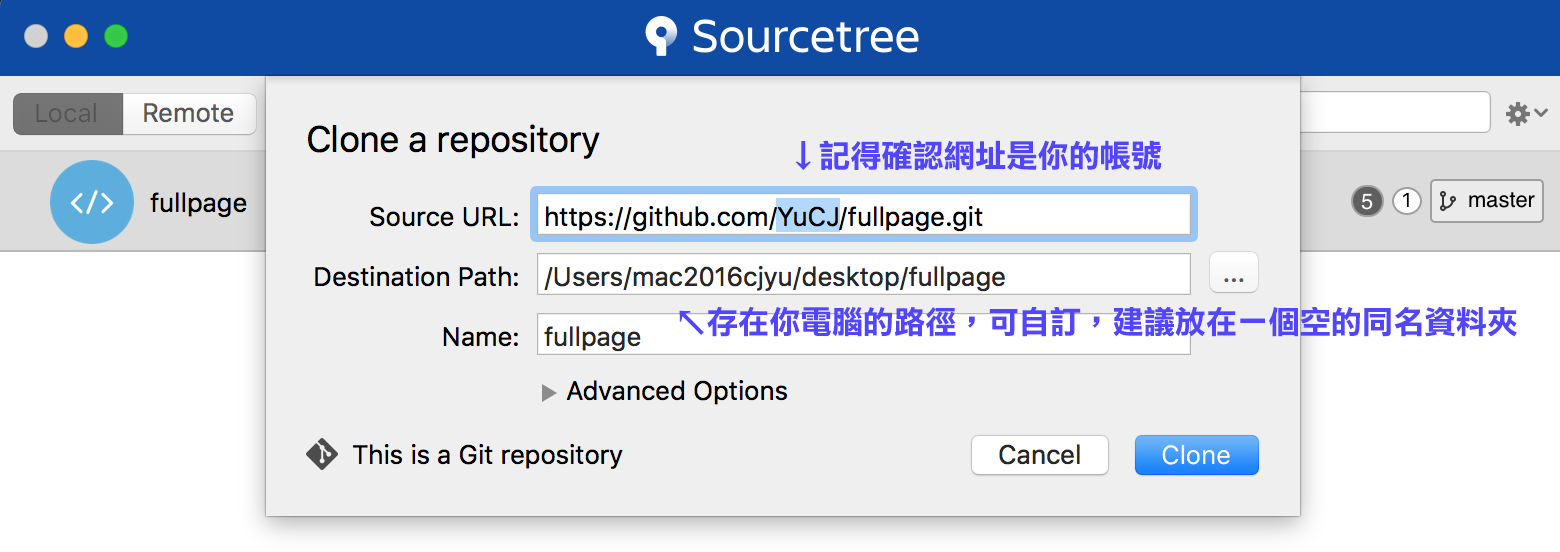 Sourcetree
Local Remote
Clone a repository
↓記得確認網址是你的帳號
</> fullpage
Source URL: https://github.com/YuCJ/fullpage.git
5 1 master
Destination Path: /Users/mac2016cjyu/desktop/fullpage ...
↖存在你電腦的路徑，可自訂，建議放在一個空的同名資料夾
Name: fullpage
Advanced Options
This is a Git repository
Cancel Clone